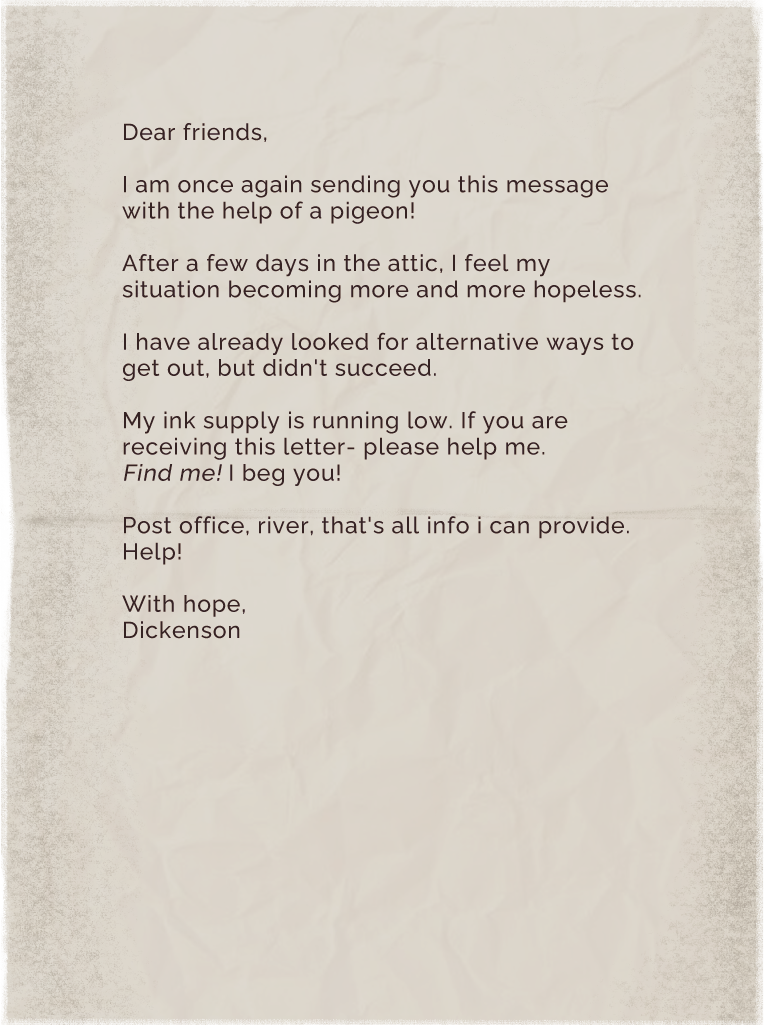 Dear friends,
I am once again sending you this message
with the help of a pigeon!
After a few days in the attic, I feel my
situation becoming more and more hopeless.
I have already looked for alternative ways to
get out, but didn't succeed.
My ink supply is running low. If you are
receiving this letter- please help me.
Find me! I beg you!
Post office, river, that's all info i can provide.
Help!
With hope,
Dickenson